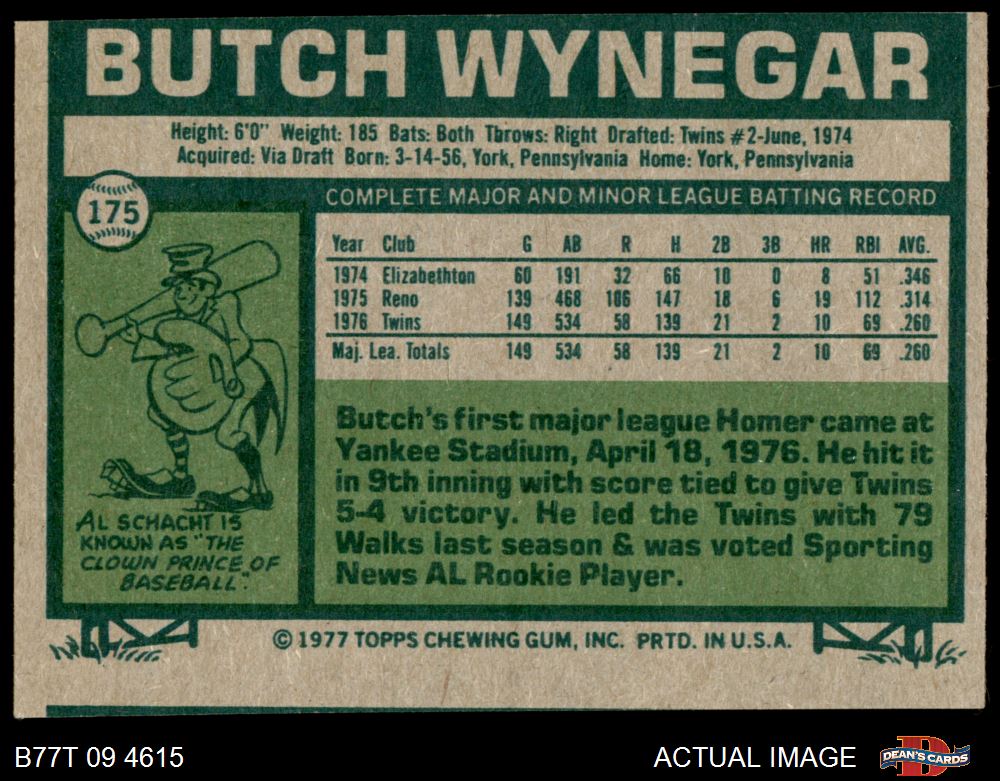 BUTCH WYNEGAR
Height: 6'0" Weight: 185 Bats: Both Throws: Right Drafted: Twins #2-June, 1974
Acquired: Via Draft Born: 3-14-56, York, Pennsylvania Home: York, Pennsylvania
175
COMPLETE MAJOR AND MINOR LEAGUE BATTING RECORD
Year Club G AB R H 2B 3B HR RBI AVG.
1974 Elizabethton 60 191 32 66 10 0 8 51 .346
1975 Reno 139 468 106 147 18 6 19 112 .314
1976 Twins 149 534 58 139 21 2 10 69 .260
Maj. Lea. Totals 149 534 58 139 21 2 10 69 .260
AL SCHACHT IS
KNOWN AS "THE
CLOWN PRINCE OF
BASEBALL".
Butch's first major league Homer came at
Yankee Stadium, April 18, 1976. He hit it
in 9th inning with score tied to give Twins
5-4 victory. He led the Twins with 79
Walks last season & was voted Sporting
News AL Rookie Player.
© 1977 TOPPS CHEWING GUM, INC. PRTD. IN U.S.A.
B77T 09 4615
ACTUAL IMAGE
DEAN'S CARDS